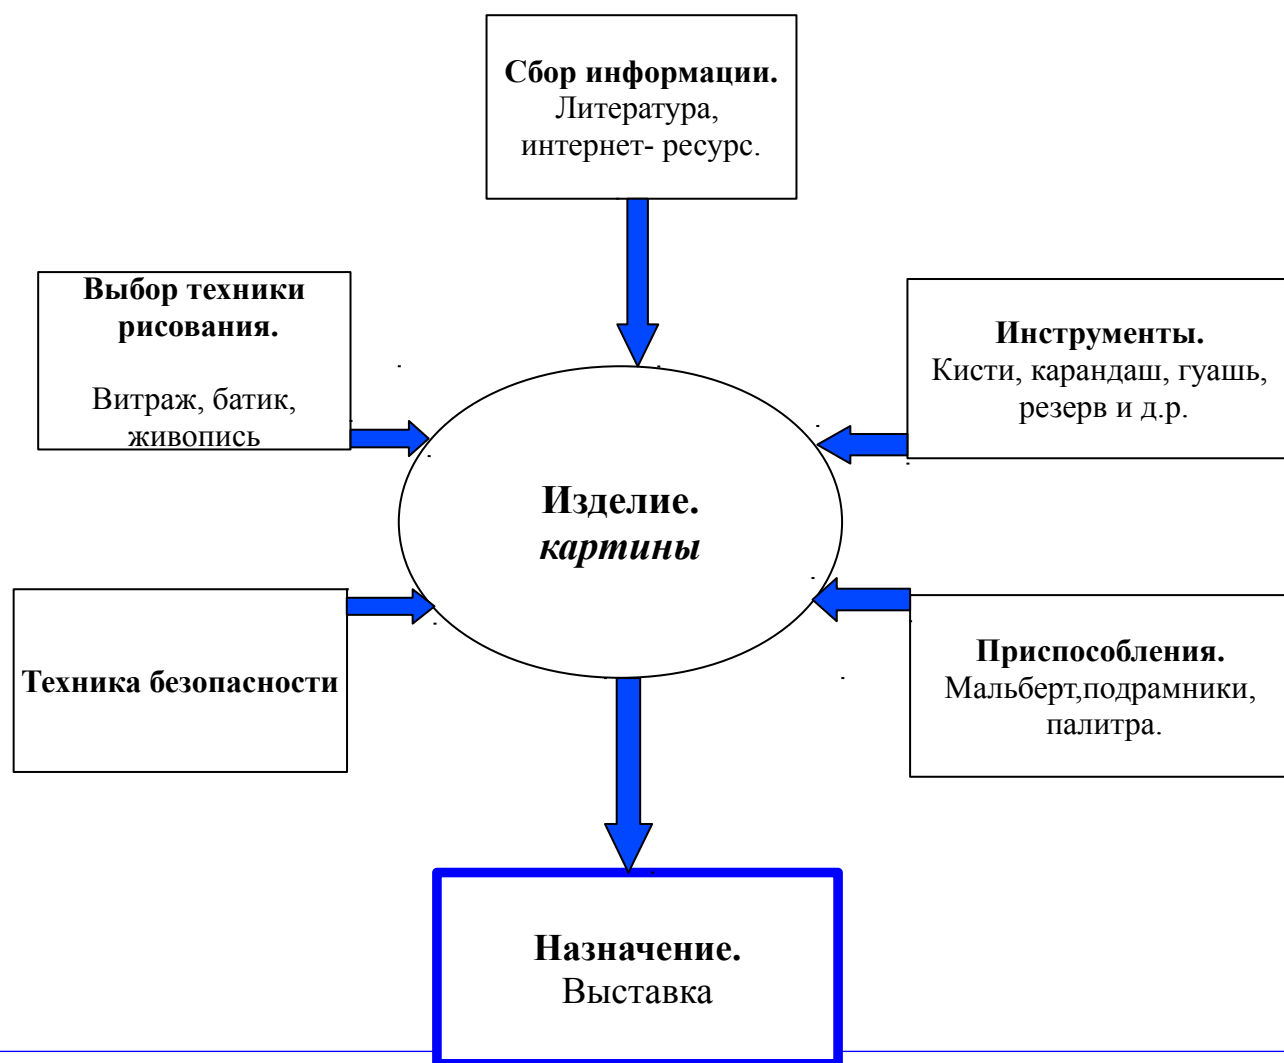 Сбор информации.
Литература,
интернет- ресурс.
Выбор техники
рисования.
Витраж, батик,
живопись
Инструменты.
Кисти, карандаш, гуашь,
резерв и д.р.
Изделие.
картины
Техника безопасности
Приспособления.
Мальберт,подрамники,
палитра.
Назначение.
Выставка